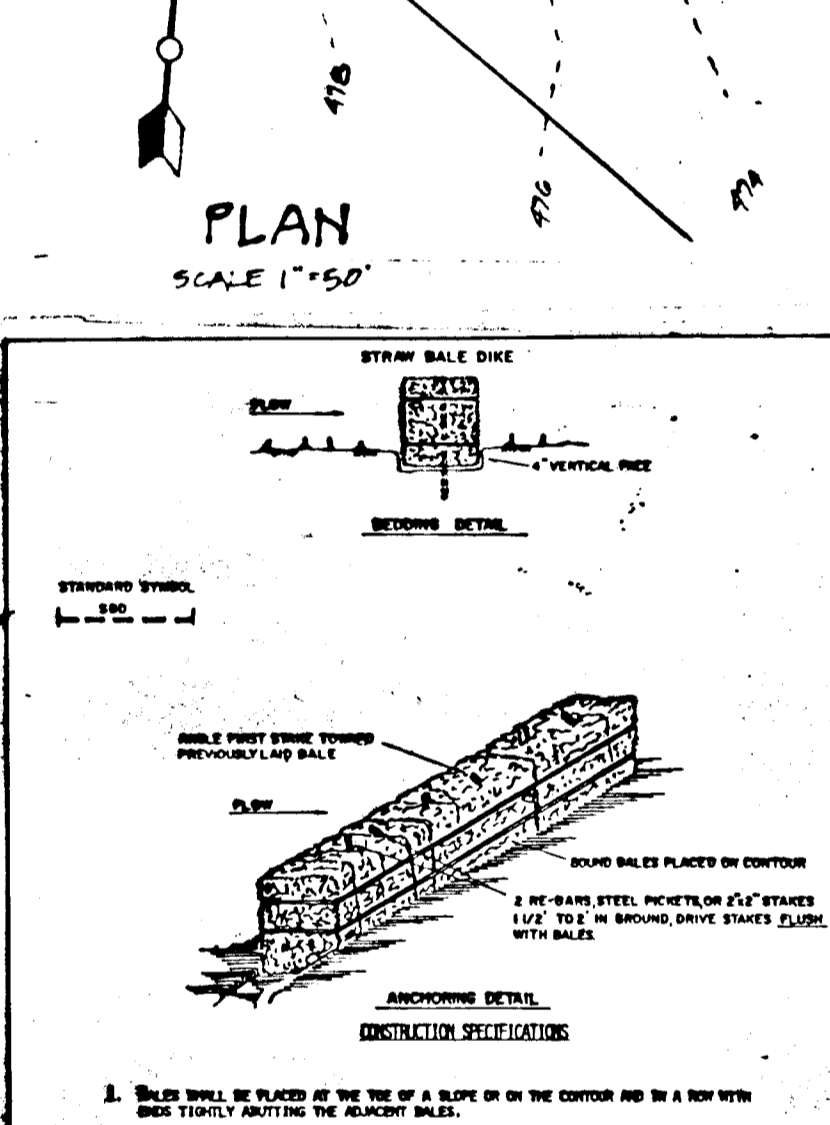 478
476
474
PLAN
SCALE 1"=50'
STRAW BALE DIKE
FLOW
4" VERTICAL FACE
BEDDING DETAIL
STANDARD SYMBOL
SBD
ANGLE FIRST STAKE TOWARD
PREVIOUSLY LAID BALE
FLOW
BOUND BALES PLACED ON CONTOUR
2 RE-BARS, STEEL PICKETS, OR 2"x2" STAKES
1 1/2' TO 2' IN GROUND, DRIVE STAKES FLUSH
WITH BALES.
ANCHORING DETAIL
CONSTRUCTION SPECIFICATIONS
1. BALES SHALL BE PLACED AT THE TOE OF A SLOPE OR ON THE CONTOUR AND IN A ROW WITH
ENDS TIGHTLY ABUTTING THE ADJACENT BALES.